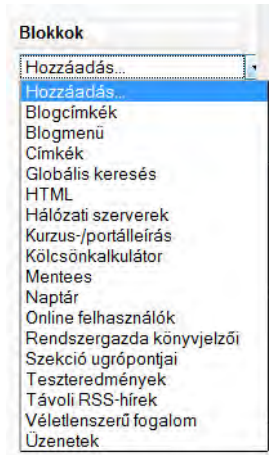 Blokkok
Hozzáadás...
Hozzáadás...
Blogcímkék
Blogmenü
Címkék
Globális keresés
HTML
Hálózati szerverek
Kurzus-/portálleírás
Kölcsönkalkulátor
Mentees
Naptár
Online felhasználók
Rendszergazda könyvjelzői
Szekció ugrópontjai
Teszteredmények
Távoli RSS-hírek
Véletlenszerű fogalom
Üzenetek